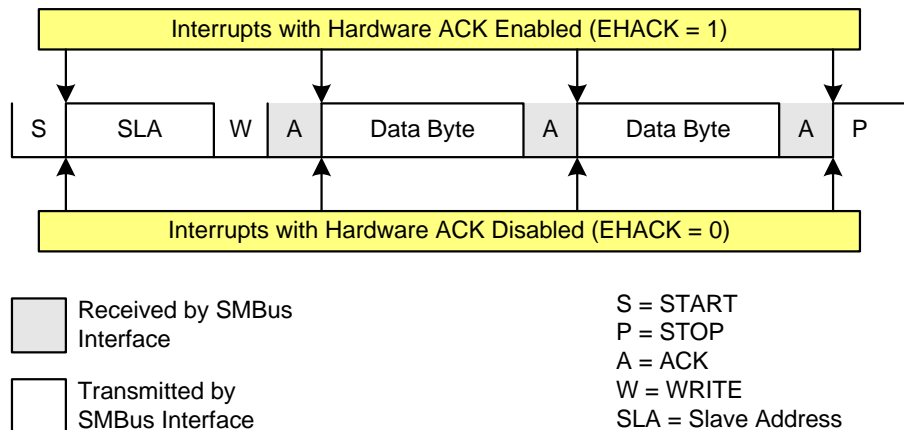 Interrupts with Hardware ACK Enabled (EHACK = 1)
S SLA W A Data Byte A Data Byte A P
Interrupts with Hardware ACK Disabled (EHACK = 0)
Received by SMBus
Interface
Transmitted by
SMBus Interface
S = START
P = STOP
A = ACK
W = WRITE
SLA = Slave Address